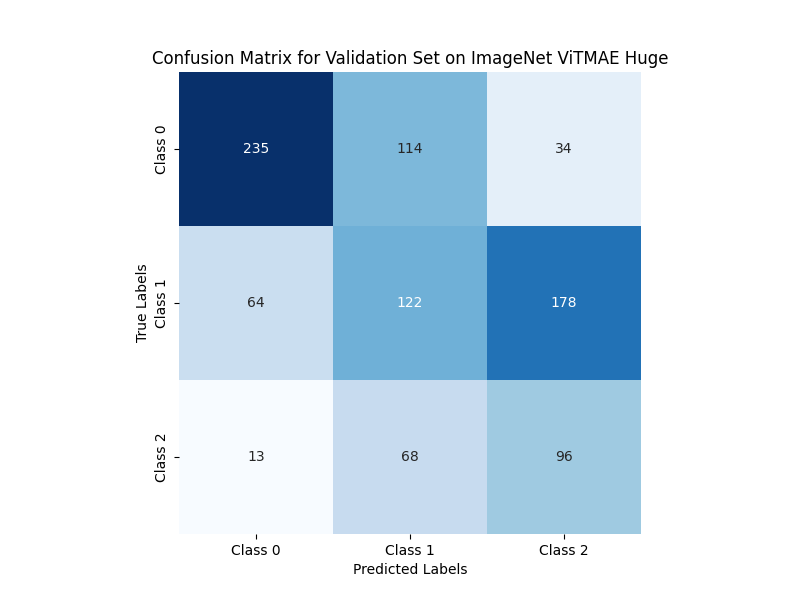 Confusion Matrix for Validation Set on ImageNet ViTMAE Huge
True Labels
Class 0
235 114 34
Class 1
64 122 178
Class 2
13 68 96
Class 0 Class 1 Class 2
Predicted Labels